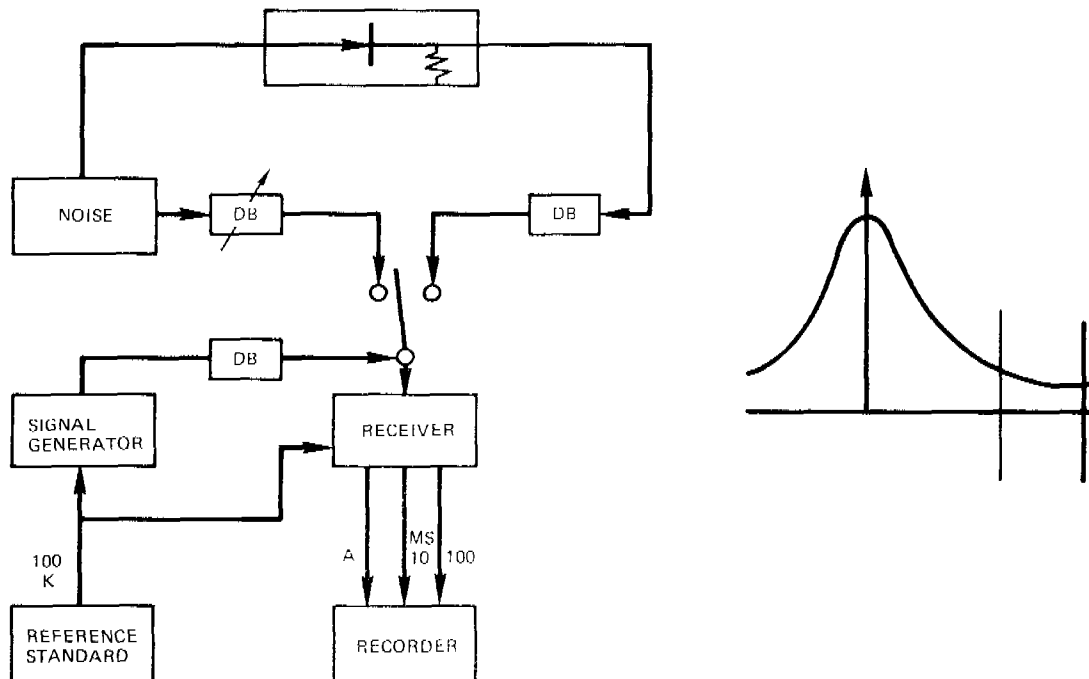 NOISE
DB
DB
DB
SIGNAL
GENERATOR
RECEIVER
100
K
A
MS
10
100
REFERENCE
STANDARD
RECORDER